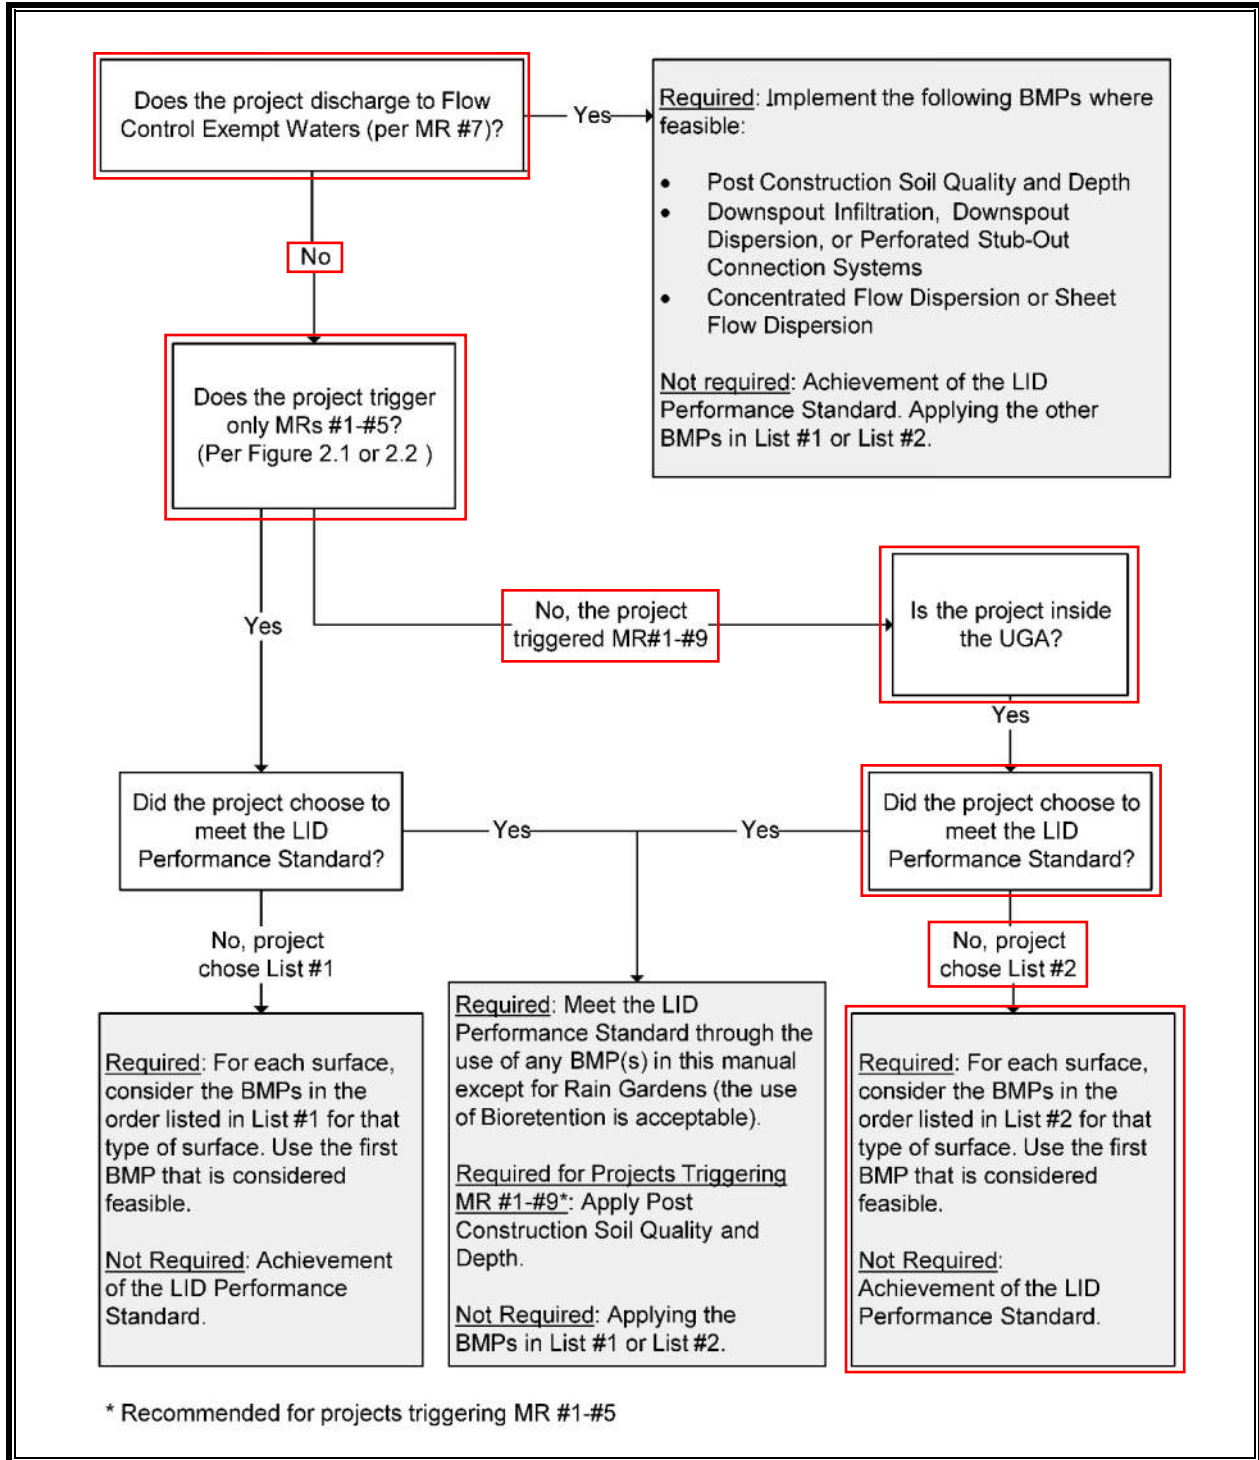 Does the project discharge to Flow
Control Exempt Waters (per MR #7)?
Yes
Required: Implement the following BMPs where
feasible:
• Post Construction Soil Quality and Depth
• Downspout Infiltration, Downspout
Dispersion, or Perforated Stub-Out
Connection Systems
• Concentrated Flow Dispersion or Sheet
Flow Dispersion
Not required: Achievement of the LID
Performance Standard. Applying the other
BMPs in List #1 or List #2.
No
Does the project trigger
only MRs #1-#5?
(Per Figure 2.1 or 2.2 )
Yes
No, the project
triggered MR#1-#9
Is the project inside
the UGA?
Yes
Did the project choose to
meet the LID
Performance Standard?
Yes
Yes
Did the project choose to
meet the LID
Performance Standard?
No, project
chose List #1
No, project
chose List #2
Required: For each surface,
consider the BMPs in the
order listed in List #1 for that
type of surface. Use the first
BMP that is considered
feasible.
Not Required: Achievement
of the LID Performance
Standard.
Required: Meet the LID
Performance Standard through the
use of any BMP(s) in this manual
except for Rain Gardens (the use
of Bioretention is acceptable).
Required for Projects Triggering
MR #1-#9*: Apply Post
Construction Soil Quality and
Depth.
Not Required: Applying the
BMPs in List #1 or List #2.
Required: For each surface,
consider the BMPs in the
order listed in List #2 for that
type of surface. Use the first
BMP that is considered
feasible.
Not Required:
Achievement of the LID
Performance Standard.
* Recommended for projects triggering MR #1-#5